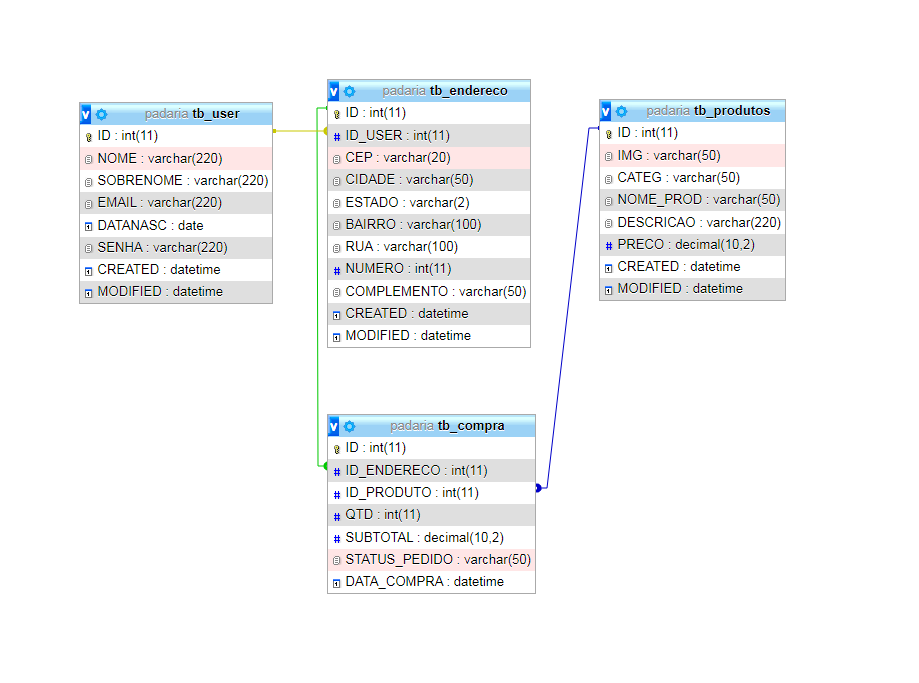 padaria tb_user
ID : int(11)
NOME : varchar(220)
SOBRENOME : varchar(220)
EMAIL : varchar(220)
DATANASC : date
SENHA : varchar(220)
CREATED : datetime
MODIFIED : datetime
padaria tb_endereco
ID : int(11)
ID_USER : int(11)
CEP : varchar(20)
CIDADE : varchar(50)
ESTADO : varchar(2)
BAIRRO : varchar(100)
RUA : varchar(100)
NUMERO : int(11)
COMPLEMENTO : varchar(50)
CREATED : datetime
MODIFIED : datetime
padaria tb_produtos
ID : int(11)
IMG : varchar(50)
CATEG : varchar(50)
NOME_PROD : varchar(50)
DESCRICAO : varchar(220)
PRECO : decimal(10,2)
CREATED : datetime
MODIFIED : datetime
padaria tb_compra
ID : int(11)
ID_ENDERECO : int(11)
ID_PRODUTO : int(11)
QTD : int(11)
SUBTOTAL : decimal(10,2)
STATUS_PEDIDO : varchar(50)
DATA_COMPRA : datetime